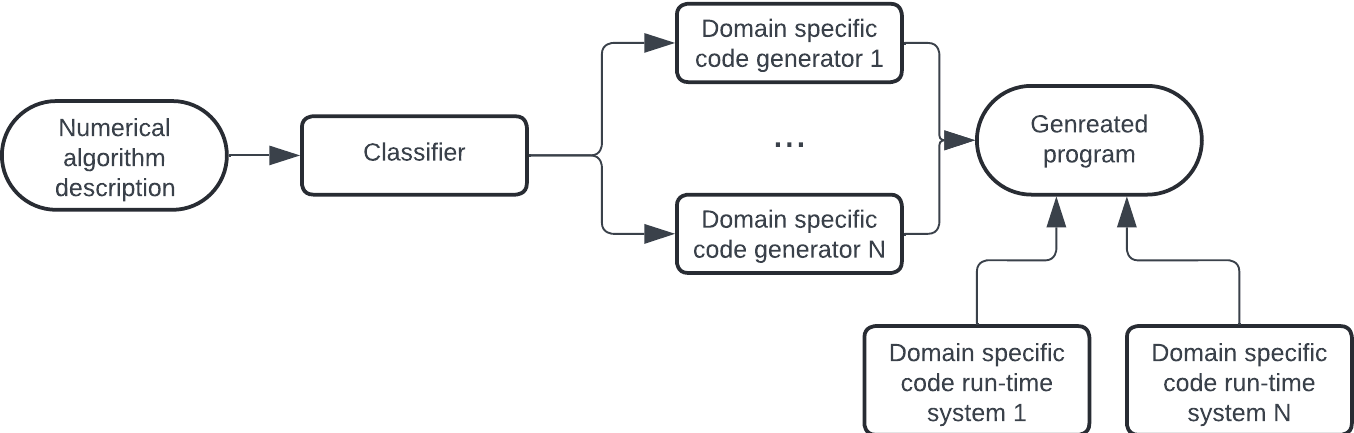 Numerical
algorithm
description
Classifier
Domain specific
code generator 1
...
Domain specific
code generator N
Genreated
program
Domain specific
code run-time
system 1
Domain specific
code run-time
system N